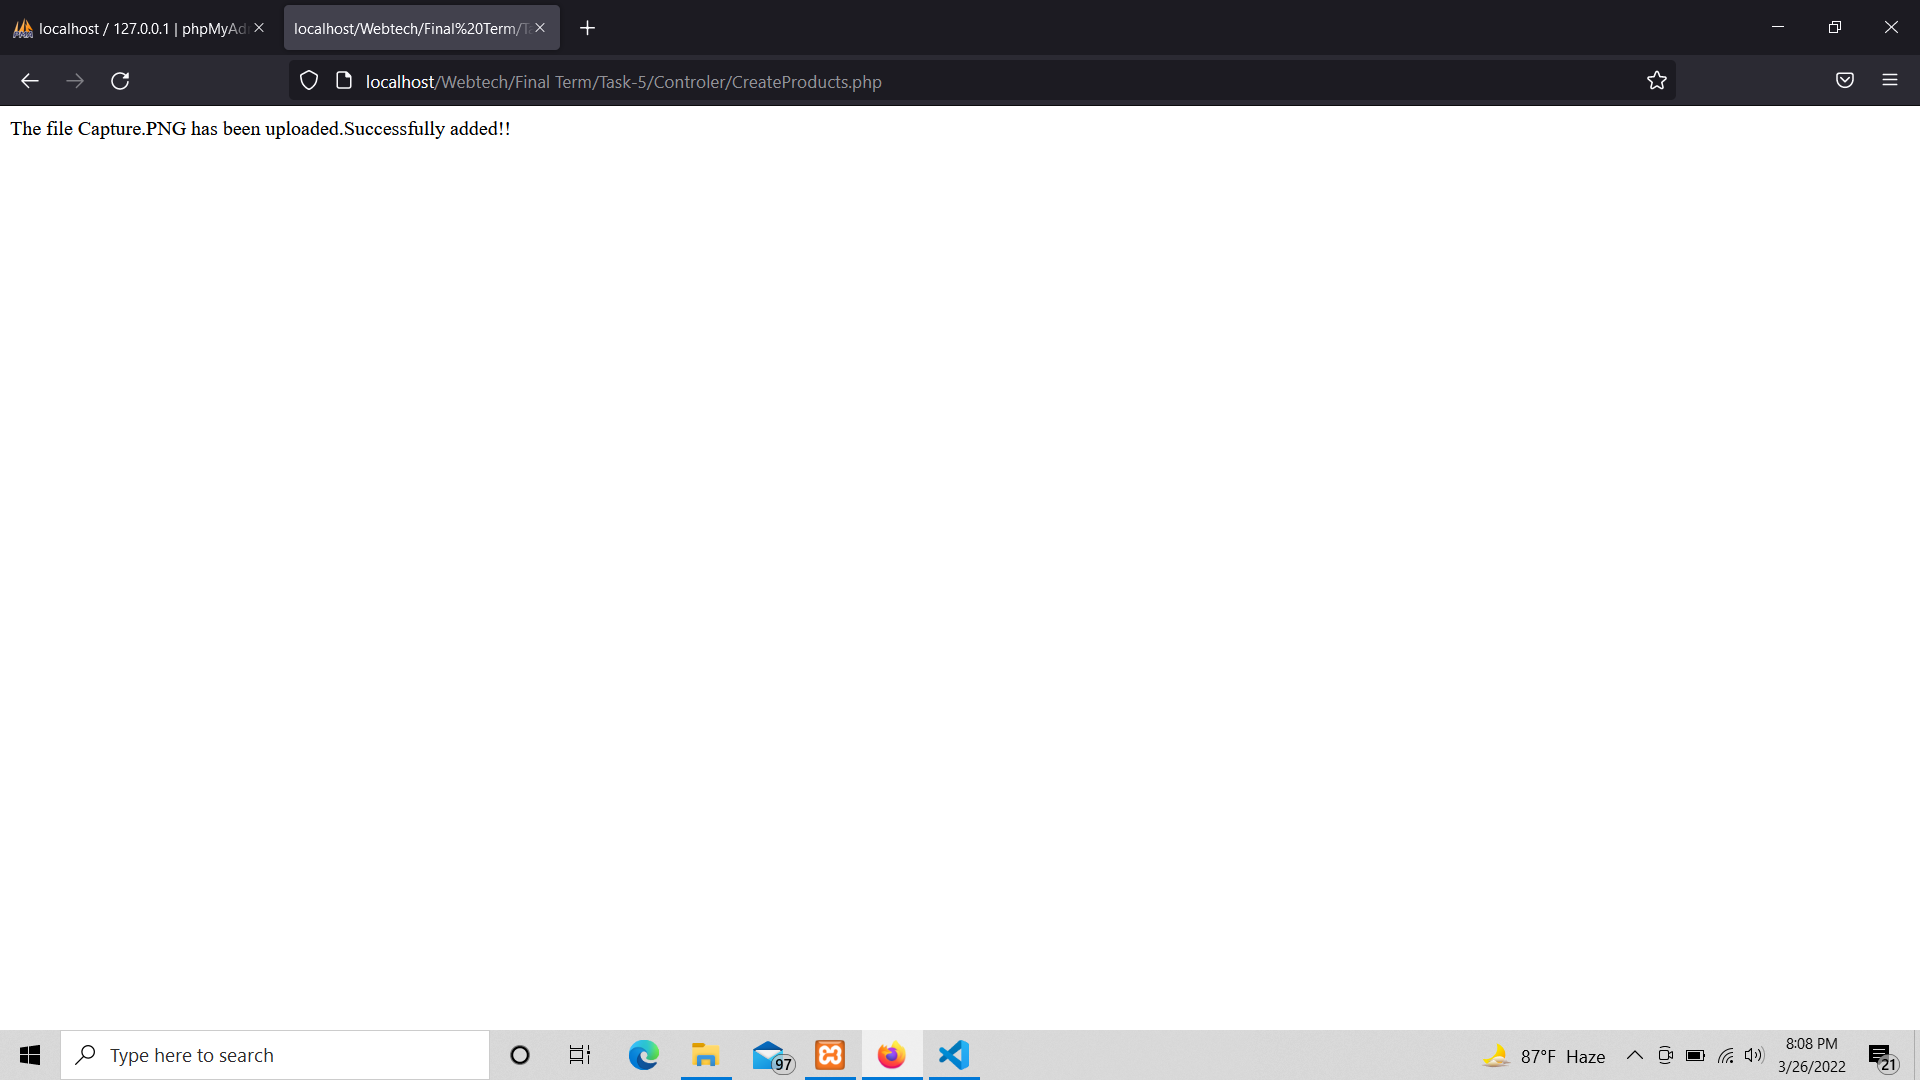 localhost / 127.0.0.1 | phpMyAd
localhost/Webtech/Final%20Term/T
localhost/Webtech/Final Term/Task-5/Controler/CreateProducts.php
The file Capture.PNG has been uploaded.Successfully added!!
Type here to search
97
87°F Haze
8:08 PM
3/26/2022
21